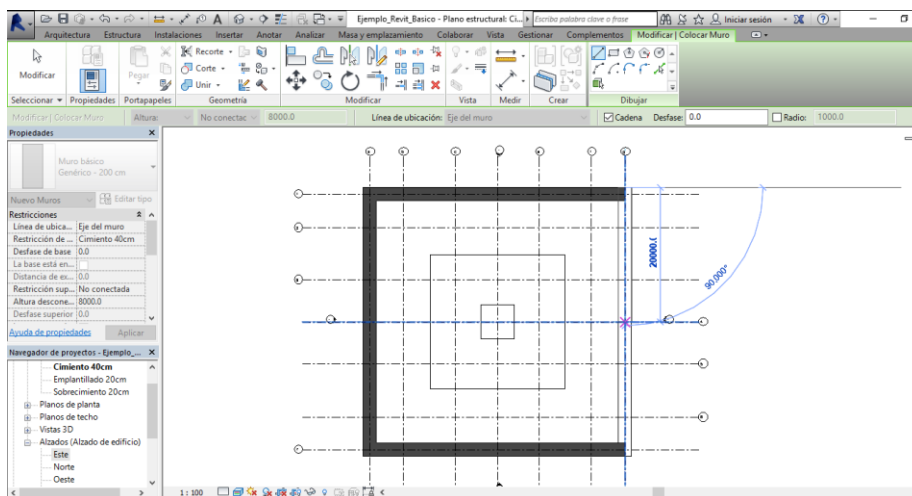 Ejemplo_Revit_Basico - Plano estructural: Ci... Escriba palabra clave o frase Iniciar sesión
Arquitectura Estructura Instalaciones Insertar Anotar Analizar Masa y emplazamiento Colaborar Vista Gestionar Complementos Modificar | Colocar Muro
Modificar Pegar Recorte
Corte
Unir
Seleccionar Propiedades Portapapeles Geometría Modificar Vista Medir Crear Dibujar
Modificar | Colocar Muro Altura: No conectac 8000.0 Línea de ubicación: Eje del muro Cadena Desfase: 0.0 Radio: 1000.0
Propiedades
Muro básico
Genérico - 200 cm
Nuevo Muros Editar tipo
Restricciones
Línea de ubica... Eje del muro
Restricción de ... Cimiento 40cm
Desfase de base 0.0
La base está en...
Distancia de ex... 0.0
Restricción sup... No conectada
Altura descone... 8000.0
Desfase superior 0.0
Ayuda de propiedades Aplicar
Navegador de proyectos - Ejemplo_...
Cimiento 40cm
Emplantillado 20cm
Sobrecimiento 20cm
Planos de planta
Planos de techo
Vistas 3D
Alzados (Alzado de edificio)
Este
Norte
Oeste
20000.(
90.000°
1 : 100